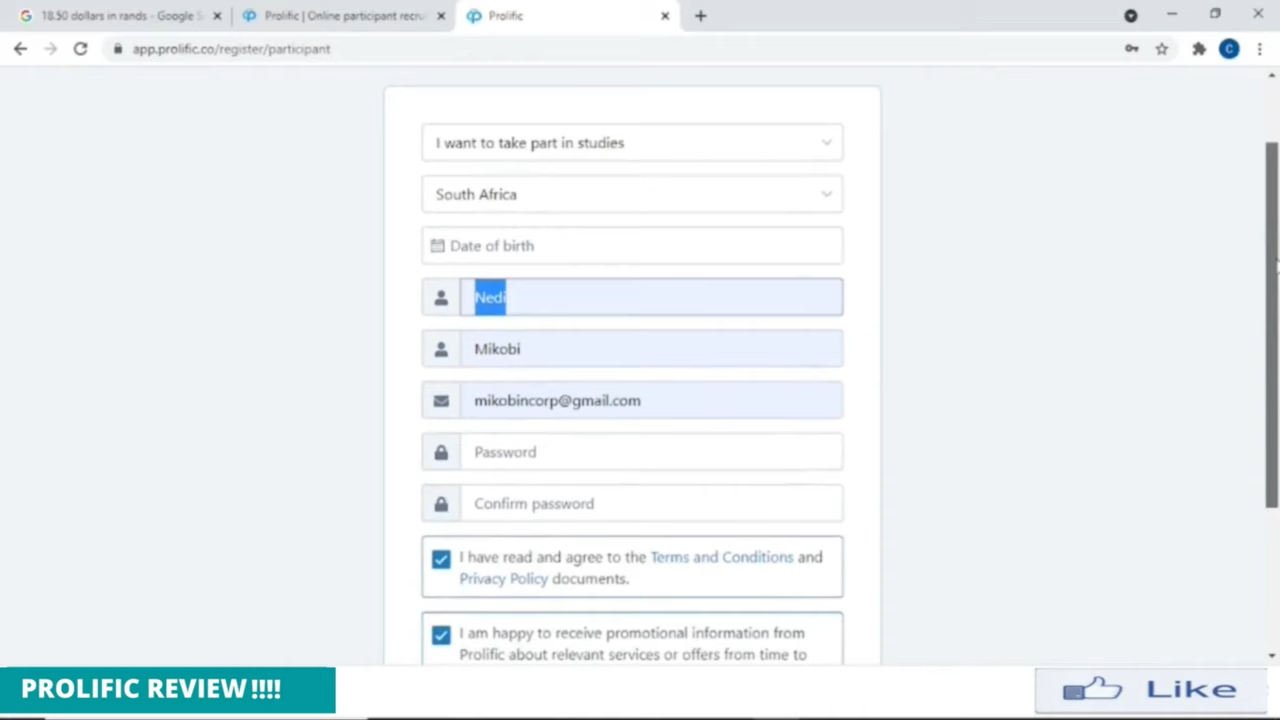 18.50 dollars in rands - Google S
Prolific | Online participant recru
Prolific
app.prolific.co/register/participant
C
I want to take part in studies
South Africa
Date of birth
Nedi
Mikobi
mikobincorp@gmail.com
Password
Confirm password
I have read and agree to the Terms and Conditions and
Privacy Policy documents.
I am happy to receive promotional information from
Prolific about relevant services or offers from time to
PROLIFIC REVIEW!!!!
Like